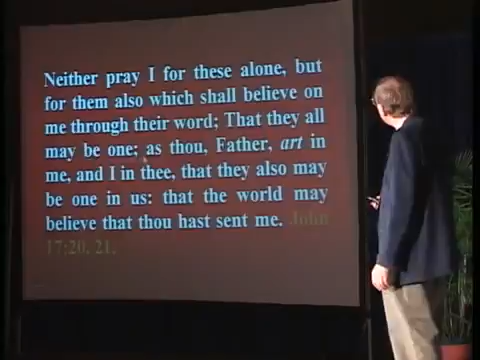 Neither pray I for these alone, but
for them also which shall believe on
me through their word; That they all
may be one; as thou, Father, art in
me, and I in thee, that they also may
be one in us: that the world may
believe that thou hast sent me. John
17:20, 21.